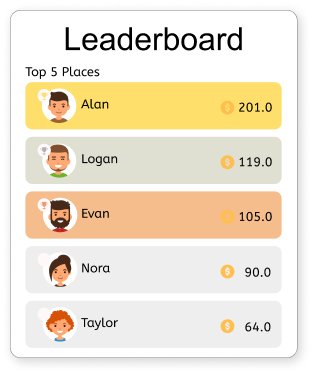 Leaderboard
Top 5 Places
Alan $ 201.0
Logan $ 119.0
Evan $ 105.0
Nora $ 90.0
Taylor $ 64.0